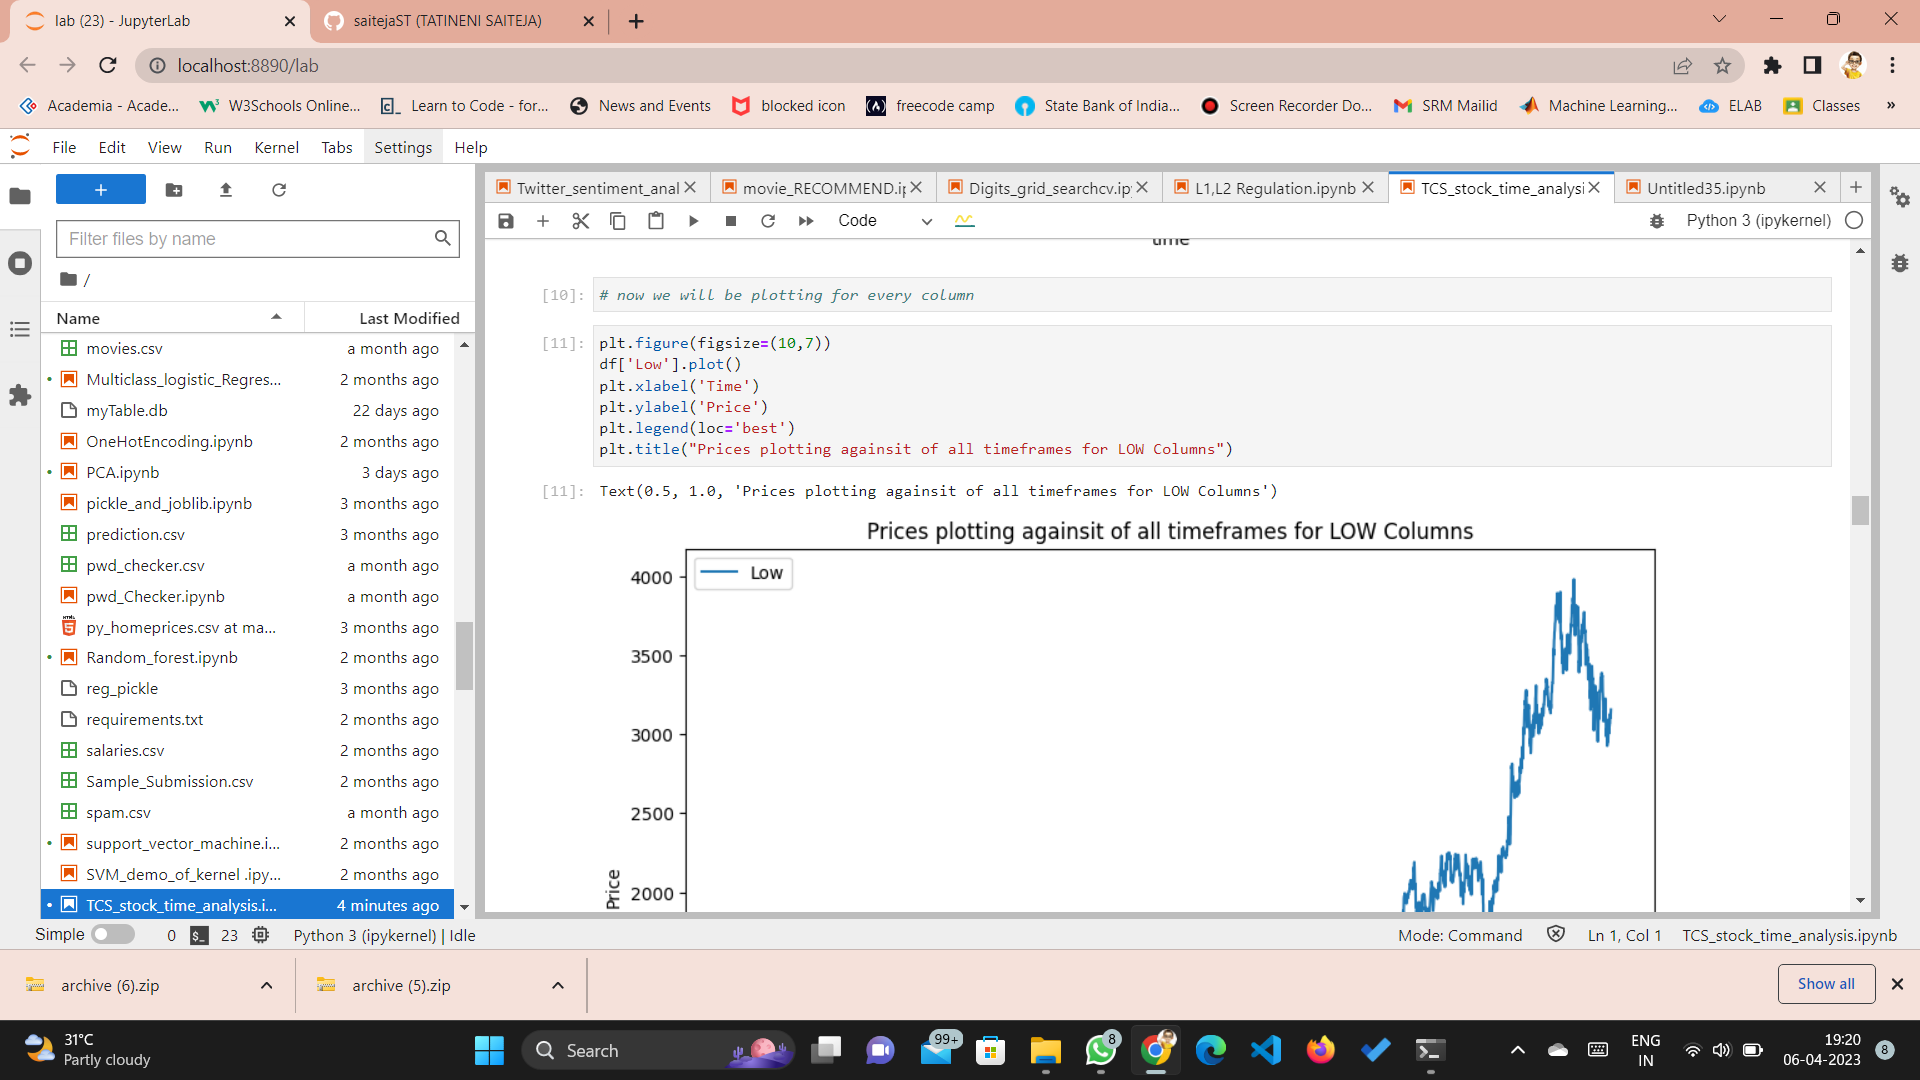 lab (23) - JupyterLab
saitejaST (TATINENI SAITEJA)
localhost:8890/lab
Academia - Acade...
W3Schools Online...
Learn to Code - for...
News and Events
blocked icon
freecode camp
State Bank of India...
Screen Recorder Do...
SRM Mailid
Machine Learning...
ELAB
Classes
»
File Edit View Run Kernel Tabs Settings Help
Filter files by name
/
Name Last Modified
movies.csv a month ago
Multiclass_logistic_Regres... 2 months ago
myTable.db 22 days ago
OneHotEncoding.ipynb 2 months ago
PCA.ipynb 3 days ago
pickle_and_joblib.ipynb 3 months ago
prediction.csv 3 months ago
pwd_checker.csv a month ago
pwd_Checker.ipynb a month ago
py_homeprices.csv at ma... 3 months ago
Random_forest.ipynb 2 months ago
reg_pickle 3 months ago
requirements.txt 2 months ago
salaries.csv 2 months ago
Sample_Submission.csv 2 months ago
spam.csv a month ago
support_vector_machine.i... 2 months ago
SVM_demo_of_kernel .ipy... 2 months ago
TCS_stock_time_analysis.i... 4 minutes ago
Twitter_sentiment_anal
movie_RECOMMEND.ip
Digits_grid_searchcv.ip
L1,L2 Regulation.ipynb
TCS_stock_time_analysi
Untitled35.ipynb
Code
Python 3 (ipykernel)
time
[10]: # now we will be plotting for every column
[11]: plt.figure(figsize=(10,7))
df['Low'].plot()
plt.xlabel('Time')
plt.ylabel('Price')
plt.legend(loc='best')
plt.title("Prices plotting againsit of all timeframes for LOW Columns")
[11]: Text(0.5, 1.0, 'Prices plotting againsit of all timeframes for LOW Columns')
Prices plotting againsit of all timeframes for LOW Columns
Low
4000
3500
3000
2500
2000
Price
Simple 0 $_ 23 Python 3 (ipykernel) | Idle
Mode: Command Ln 1, Col 1 TCS_stock_time_analysis.ipynb
archive (6).zip
archive (5).zip
Show all
31°C
Partly cloudy
Search
99+
8
ENG
IN
19:20
06-04-2023
8